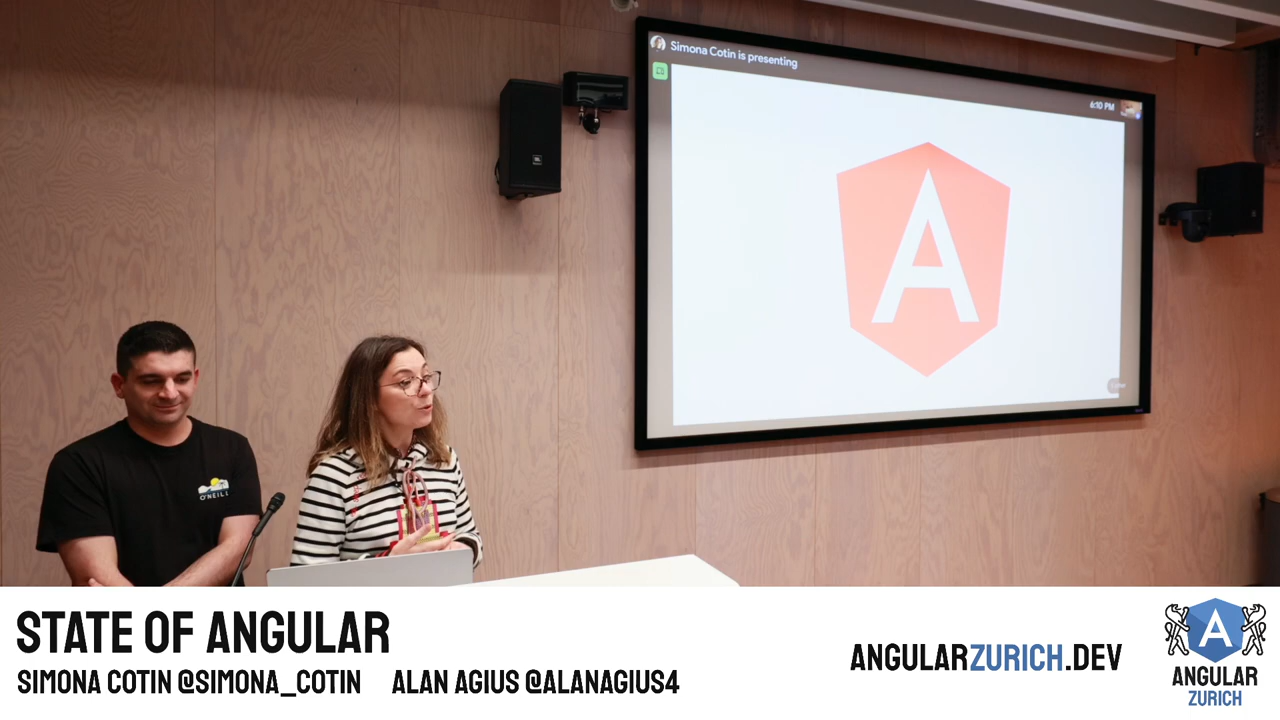 Simona Cotin is presenting
6:10 PM
A
JBL
O'NEILL
STATE OF ANGULAR
SIMONA COTIN @SIMONA_COTIN ALAN AGIUS @ALANAGIUS4
ANGULARZURICH.DEV
A
ANGULAR
ZURICH